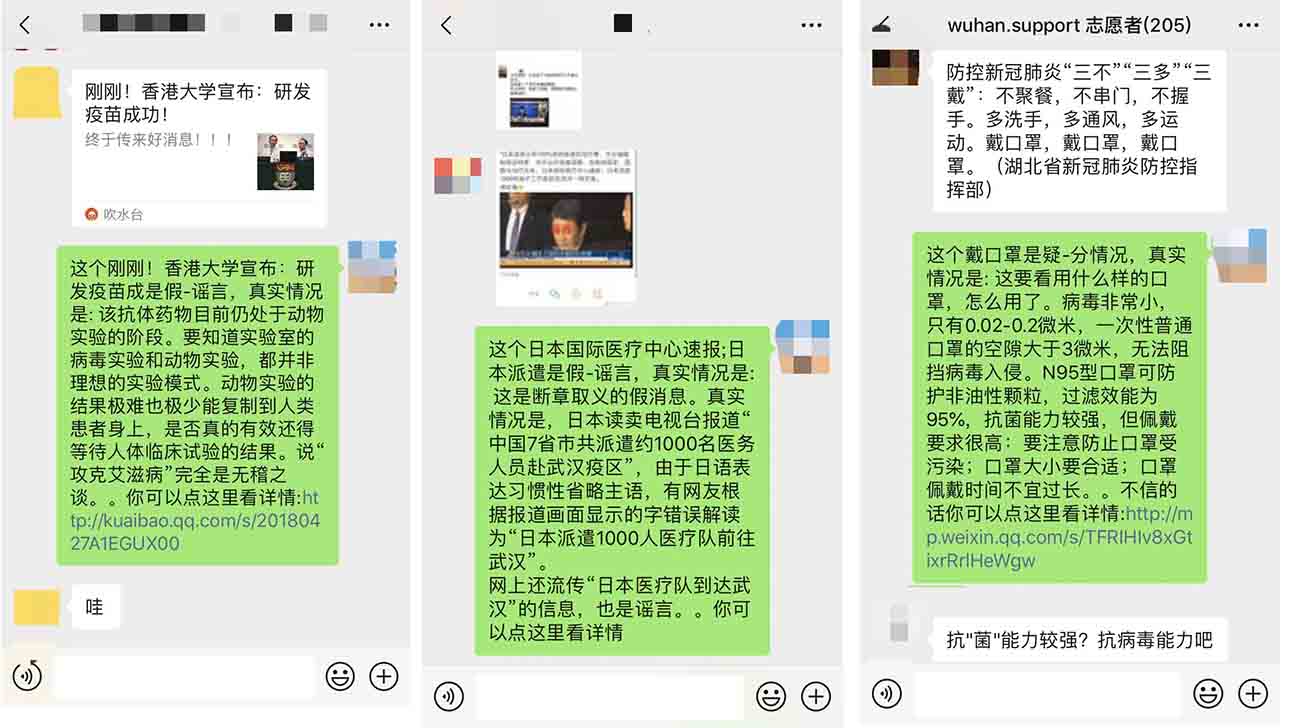 刚刚！香港大学宣布：研发
疫苗成功！
终于传来好消息！！！
吹水台
这个刚刚！香港大学宣布：研
发疫苗成是假-谣言，真实情况
是: 该抗体药物目前仍处于动物
实验的阶段。要知道实验室的
病毒实验和动物实验，都并非
理想的实验模式。动物实验的
结果极难也极少能复制到人类
患者身上，是否真的有效还得
等待人体临床试验的结果。说“
攻克艾滋病”完全是无稽之
谈。。你可以点这里看详情:ht
tp://kuaibao.qq.com/s/201804
27A1EGUX00
哇
这个日本国际医疗中心速报;日
本派遣是假-谣言，真实情况是:
这是断章取义的假消息。真实
情况是，日本读卖电视台报道“
中国7省市共派遣约1000名医务
人员赴武汉疫区”，由于日语表
达习惯性省略主语，有网友根
据报道画面显示的字错误解读
为“日本派遣1000人医疗队前往
武汉”。
网上还流传“日本医疗队到达武
汉”的信息，也是谣言。。你可
以点这里看详情
wuhan.support 志愿者(205)
防控新冠肺炎“三不”“三多”“三
戴”：不聚餐，不串门，不握
手。多洗手，多通风，多运
动。戴口罩，戴口罩，戴口
罩。（湖北省新冠肺炎防控指
挥部）
这个戴口罩是疑-分情况，真实
情况是: 这要看用什么样的口
罩，怎么用了。病毒非常小，
只有0.02-0.2微米，一次性普通
口罩的空隙大于3微米，无法阻
挡病毒入侵。N95型口罩可防
护非油性颗粒，过滤效能为
95%，抗菌能力较强，但佩戴
要求很高：要注意防止口罩受
污染；口罩大小要合适；口罩
佩戴时间不宜过长。。不信的
话你可以点这里看详情:http://m
p.weixin.qq.com/s/TFRIHIv8xGt
ixrRrlHeWgw
抗"菌"能力较强？抗病毒能力吧